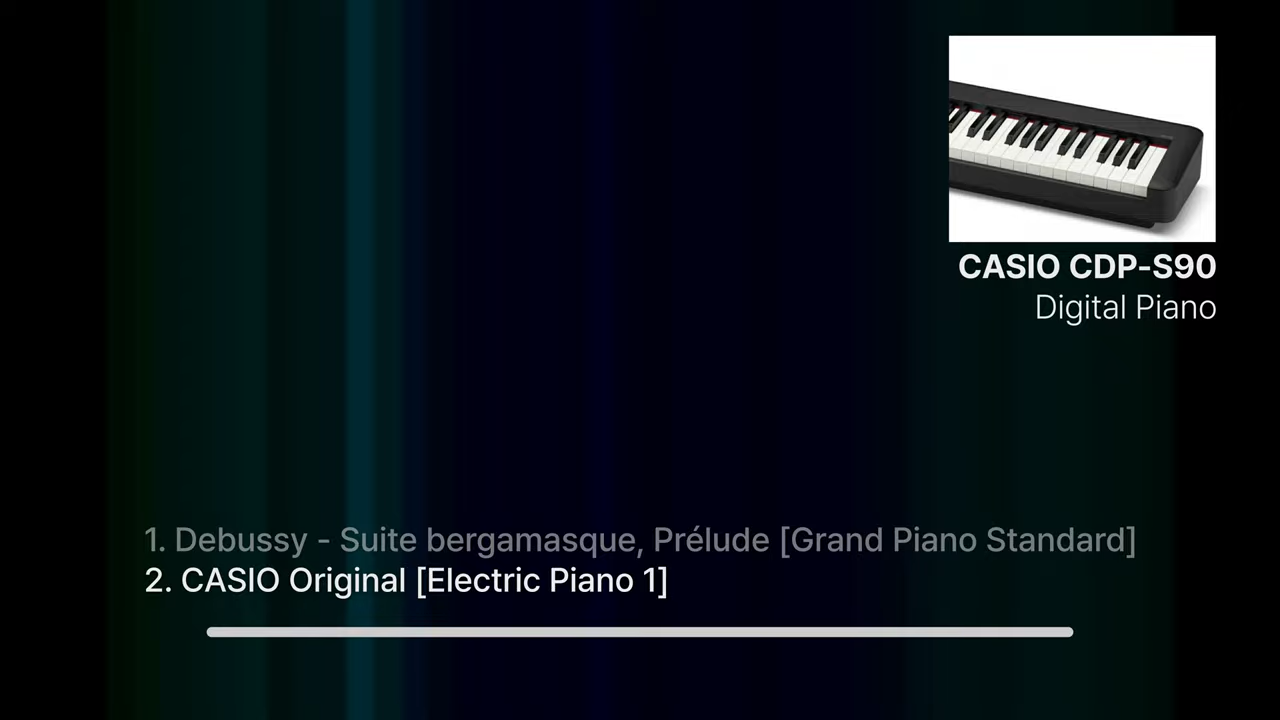 CASIO CDP-S90
Digital Piano
1. Debussy - Suite bergamasque, Prélude [Grand Piano Standard]
2. CASIO Original [Electric Piano 1]